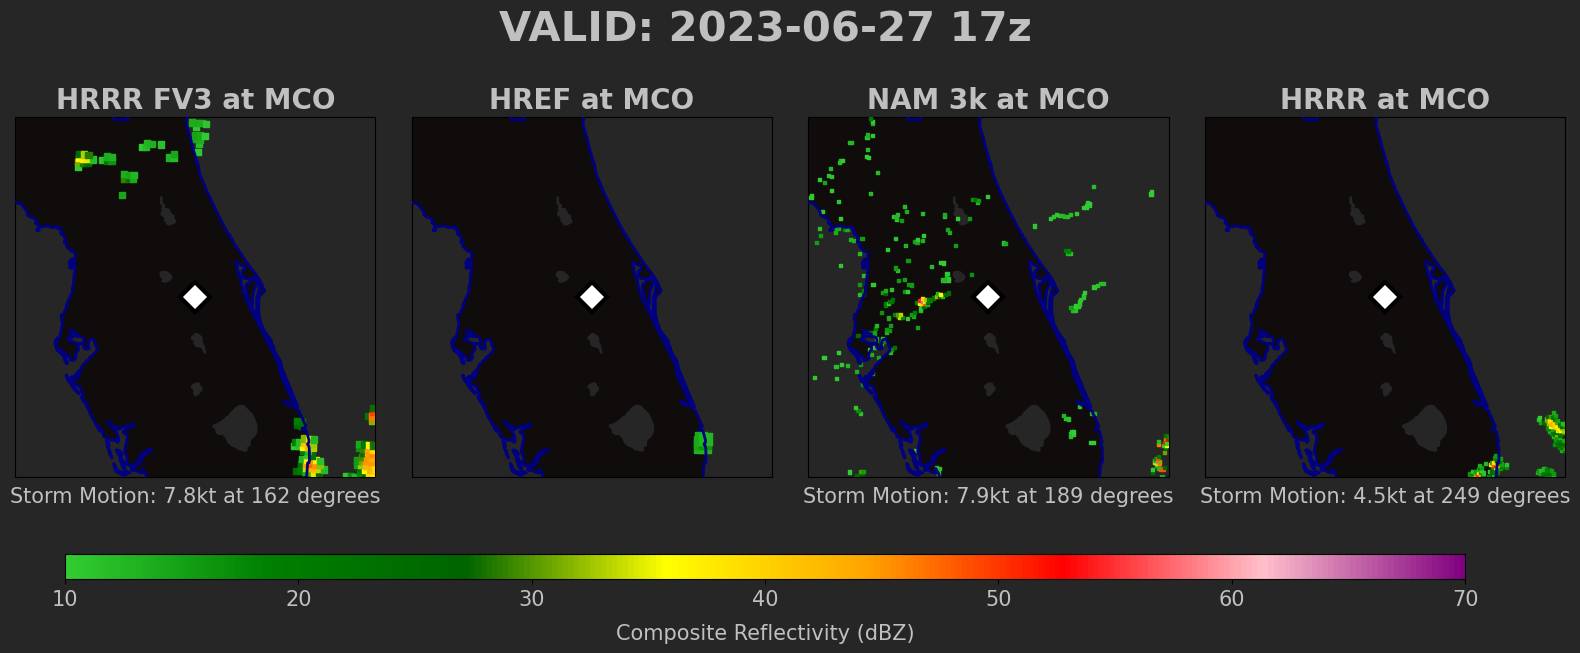 VALID: 2023-06-27 17z
HRRR FV3 at MCO
HREF at MCO
NAM 3k at MCO
HRRR at MCO
Storm Motion: 7.8kt at 162 degrees
Storm Motion: 7.9kt at 189 degrees
Storm Motion: 4.5kt at 249 degrees
10 20 30 40 50 60 70
Composite Reflectivity (dBZ)